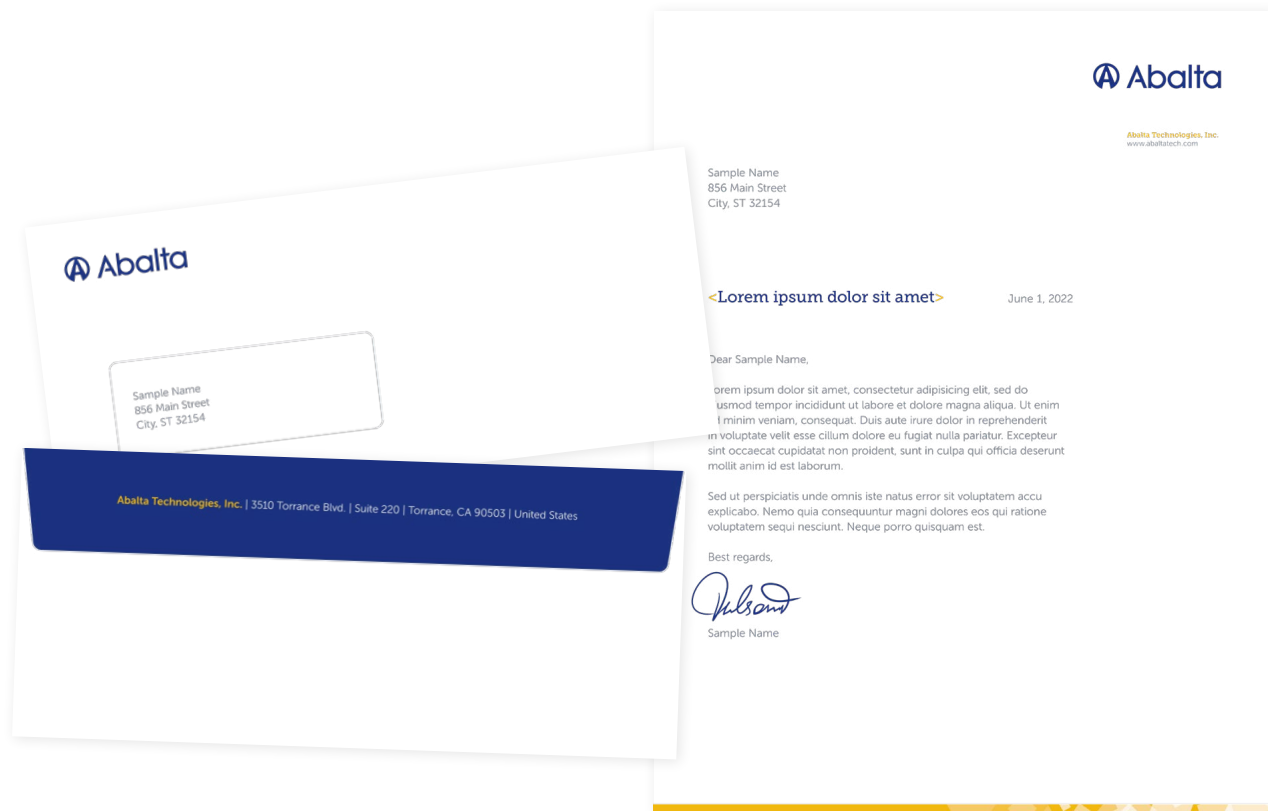 Abalta
Sample Name
856 Main Street
City, ST 32154
Abalta Technologies, Inc. | 3510 Torrance Blvd. | Suite 220 | Torrance, CA 90503 | United States
Abalta
Abalta Technologies, Inc.
www.abaltatech.com
Sample Name
856 Main Street
City, ST 32154
<Lorem ipsum dolor sit amet>
June 1, 2022
Dear Sample Name,
orem ipsum dolor sit amet, consectetur adipisicing elit, sed do
usmod tempor incididunt ut labore et dolore magna aliqua. Ut enim
minim veniam, consequat. Duis aute irure dolor in reprehenderit
in voluptate velit esse cillum dolore eu fugiat nulla pariatur. Excepteur
sint occaecat cupidatat non proident, sunt in culpa qui officia deserunt
mollit anim id est laborum.
Sed ut perspiciatis unde omnis iste natus error sit voluptatem accu
explicabo. Nemo quia consequuntur magni dolores eos qui ratione
voluptatem sequi nesciunt. Neque porro quisquam est.
Best regards,
Sample Name